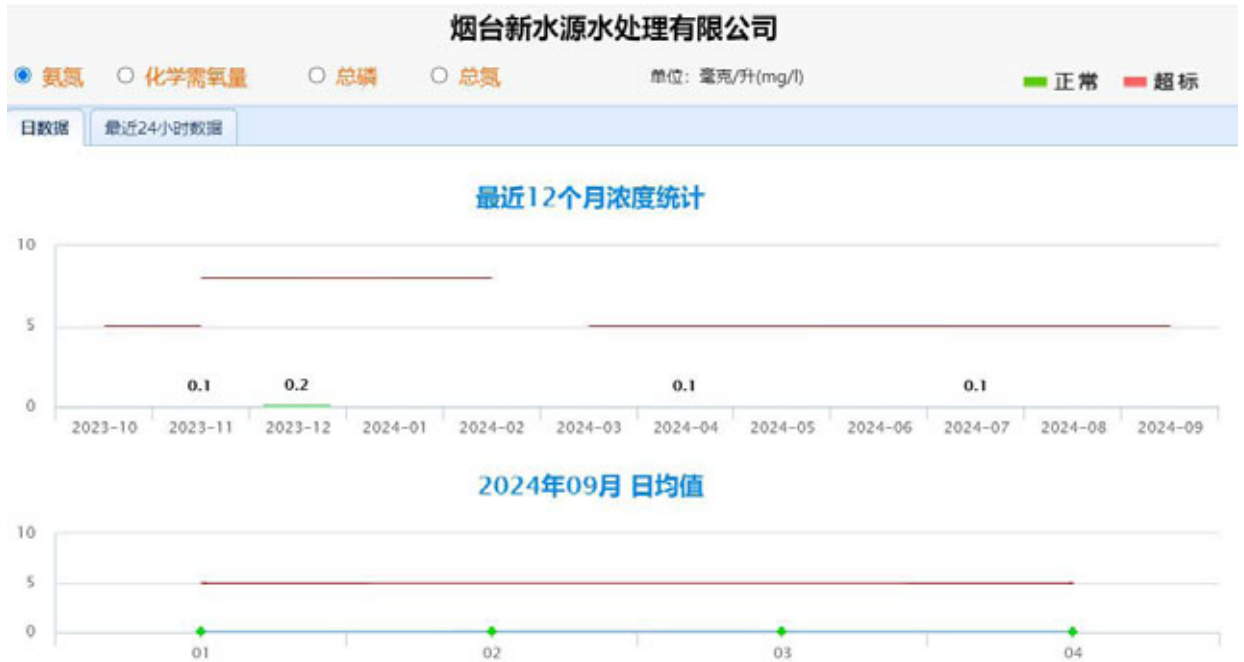 烟台新水源水处理有限公司
氨氮 化学需氧量 总磷 总氮 单位：毫克/升(mg/l) 正常 超标
日数据 最近24小时数据
最近12个月浓度统计
10
5
0.1 0.2 0.1 0.1
0
2023-10 2023-11 2023-12 2024-01 2024-02 2024-03 2024-04 2024-05 2024-06 2024-07 2024-08 2024-09
2024年09月 日均值
10
5
0
01 02 03 04